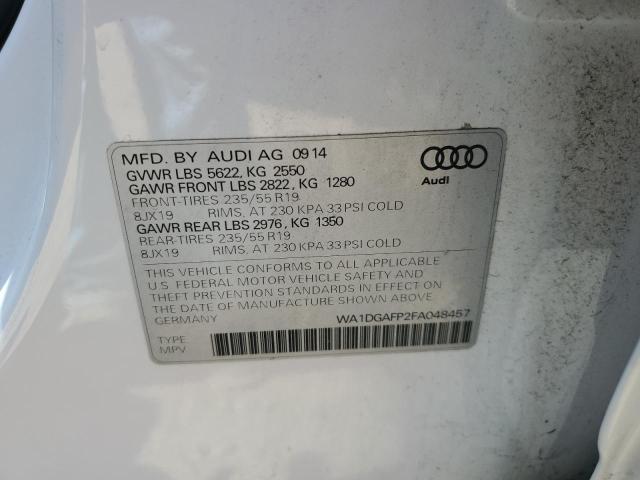 MFD. BY AUDI AG 09 14
GVWR LBS 5622, KG 2550
GAWR FRONT LBS 2822, KG 1280
FRONT-TIRES 235/55 R19
8JX19 RIMS, AT 230 KPA 33 PSI COLD
GAWR REAR LBS 2976, KG 1350
REAR-TIRES 235/55 R19
8JX19 RIMS, AT 230 KPA 33 PSI COLD
Audi
THIS VEHICLE CONFORMS TO ALL APPLICABLE
U.S. FEDERAL MOTOR VEHICLE SAFETY AND
THEFT PREVENTION STANDARDS IN EFFECT ON
THE DATE OF MANUFACTURE SHOWN ABOVE.
GERMANY WA1DGAFP2FA048457
TYPE
MPV